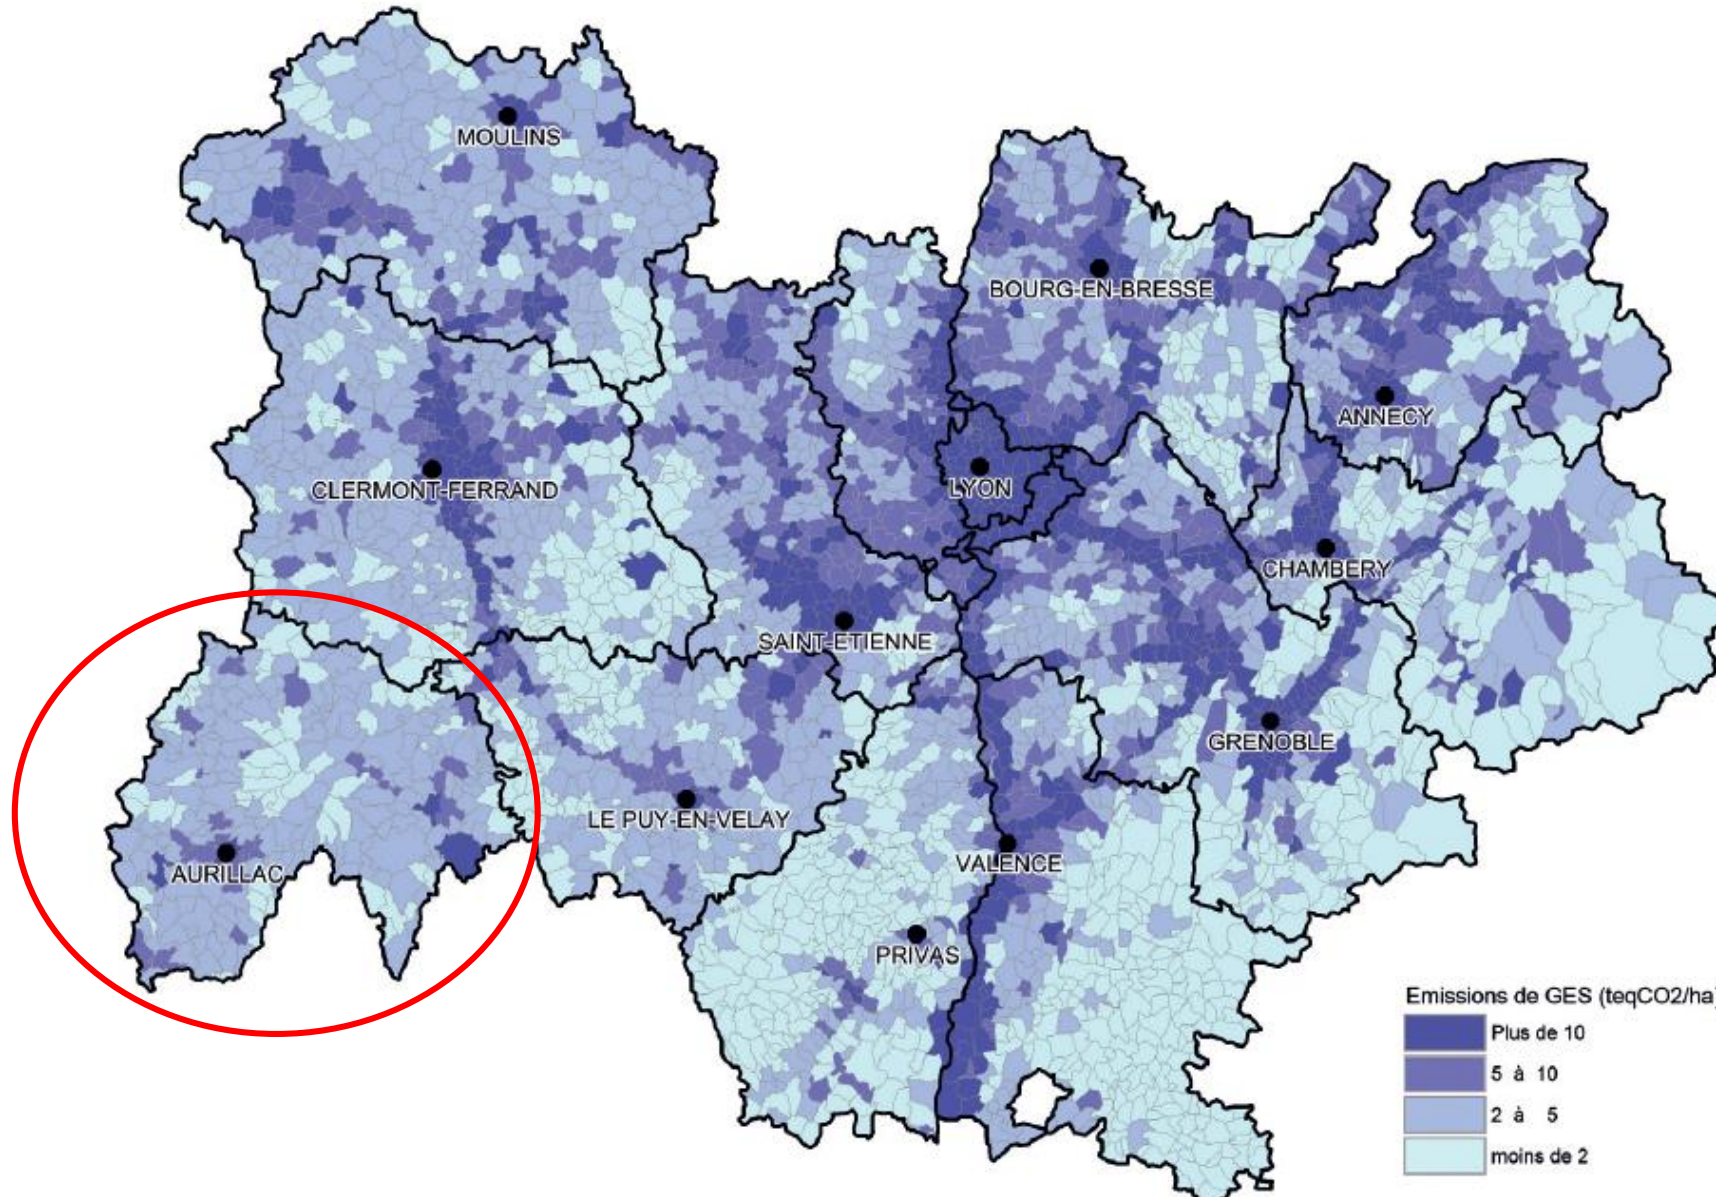 MOULINS
BOURG-EN-BRESSE
ANNECY
CLERMONT-FERRAND
LYON
CHAMBERY
SAINT-ETIENNE
GRENOBLE
LE PUY-EN-VELAY
VALENCE
AURILLAC
PRIVAS
Emissions de GES (teqCO2/ha)
Plus de 10
5 à 10
2 à 5
moins de 2